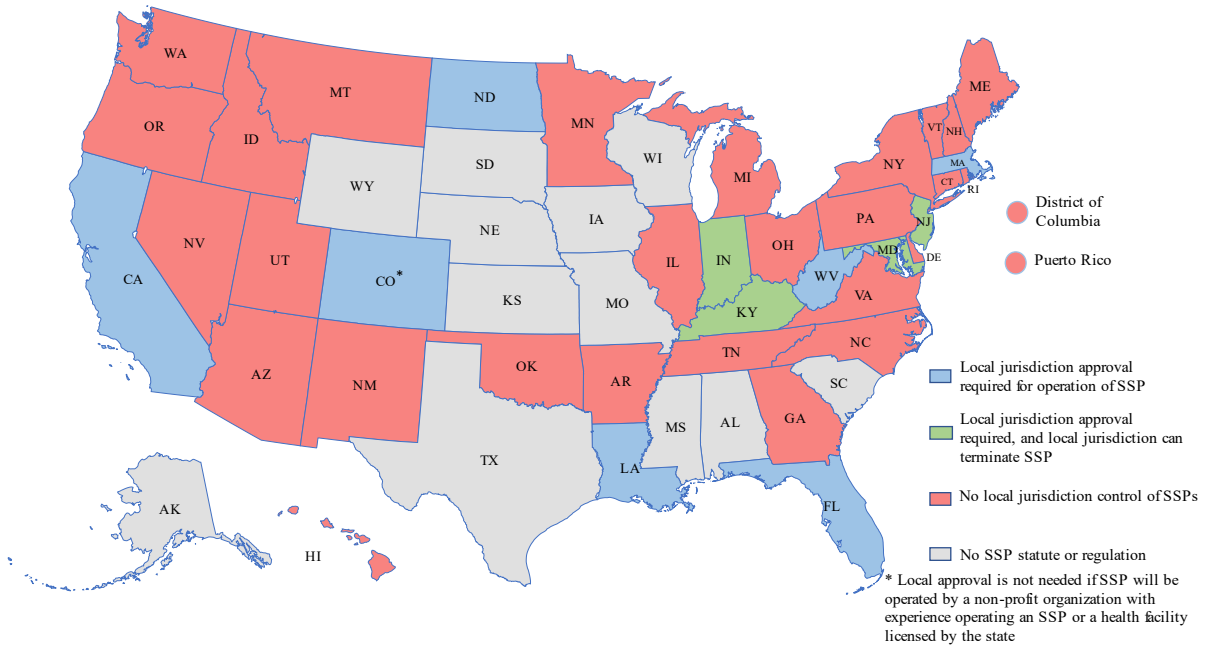 WA
ME
MT
ND
VT
NH
MN
OR
ID
WI
MA
SD
NY
CT
MI
WY
RI
District of
Columbia
IA
PA
NJ
NE
NV
OH
MD
UT
IL
IN
DE
Puerto Rico
CA
CO*
WV
VA
KS
MO
KY
NC
TN
OK
AZ
NM
AR
SC
Local jurisdiction approval
required for operation of SSP
GA
MS
AL
Local jurisdiction approval
required, and local jurisdiction can
terminate SSP
TX
LA
No local jurisdiction control of SSPs
FL
AK
HI
No SSP statute or regulation
* Local approval is not needed if SSP will be
operated by a non-profit organization with
experience operating an SSP or a health facility
licensed by the state